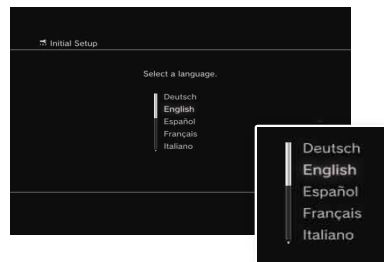 Initial Setup
Select a language.
Deutsch
English
Español
Français
Italiano
Deutsch
English
Español
Français
Italiano